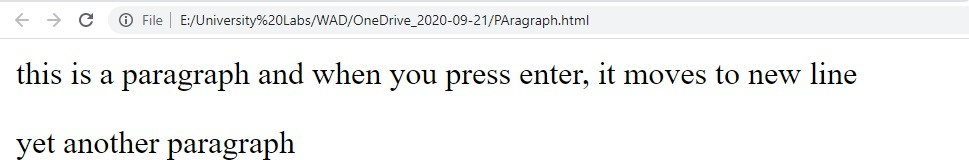 File E:/University%20Labs/WAD/OneDrive_2020-09-21/PAragraph.html
this is a paragraph and when you press enter, it moves to new line
yet another paragraph